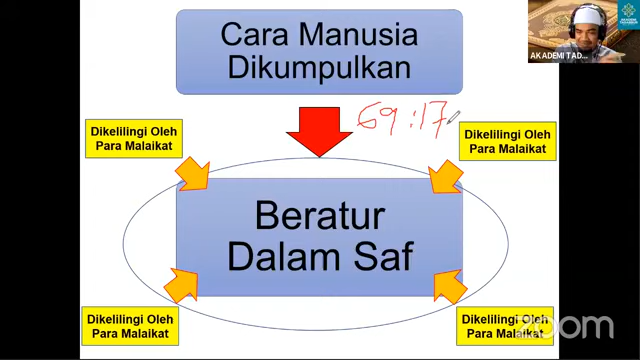 Cara Manusia
Dikumpulkan
AKADEMI TAD...
69:17
Dikelilingi Oleh
Para Malaikat
Dikelilingi Oleh
Para Malaikat
Beratur
Dalam Saf
Dikelilingi Oleh
Para Malaikat
Dikelilingi Oleh
Para Malaikat
zoom